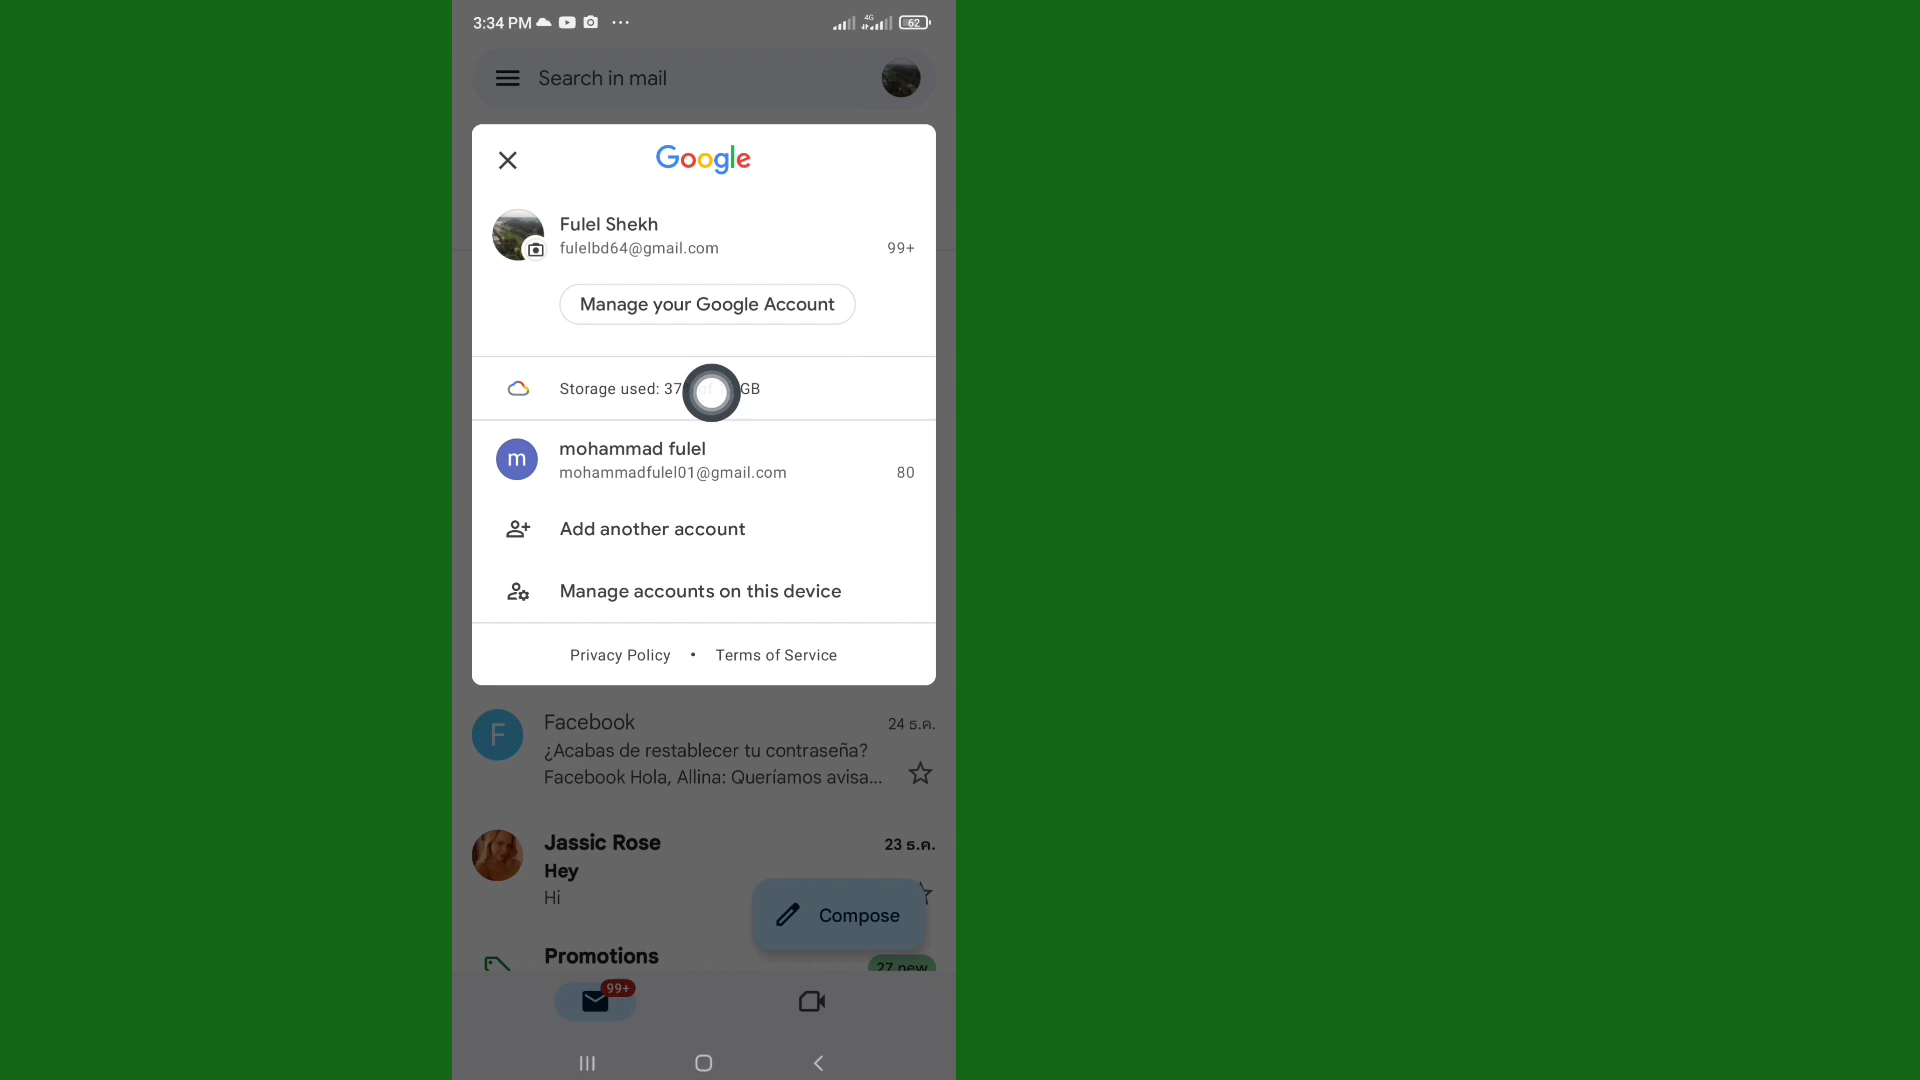 3:34 PM
4G
62
Search in mail
Google
Fulel Shekh
fulelbd64@gmail.com
99+
Manage your Google Account
Storage used: 37 of GB
mohammad fulel
mohammadfulel01@gmail.com
80
Add another account
Manage accounts on this device
Privacy Policy • Terms of Service
F
Facebook
24 ธ.ค.
¿Acabas de restablecer tu contraseña?
Facebook Hola, Allina: Queríamos avisa...
Jassic Rose
23 ธ.ค.
Hey
Hi
Compose
Promotions
27 new
99+
m